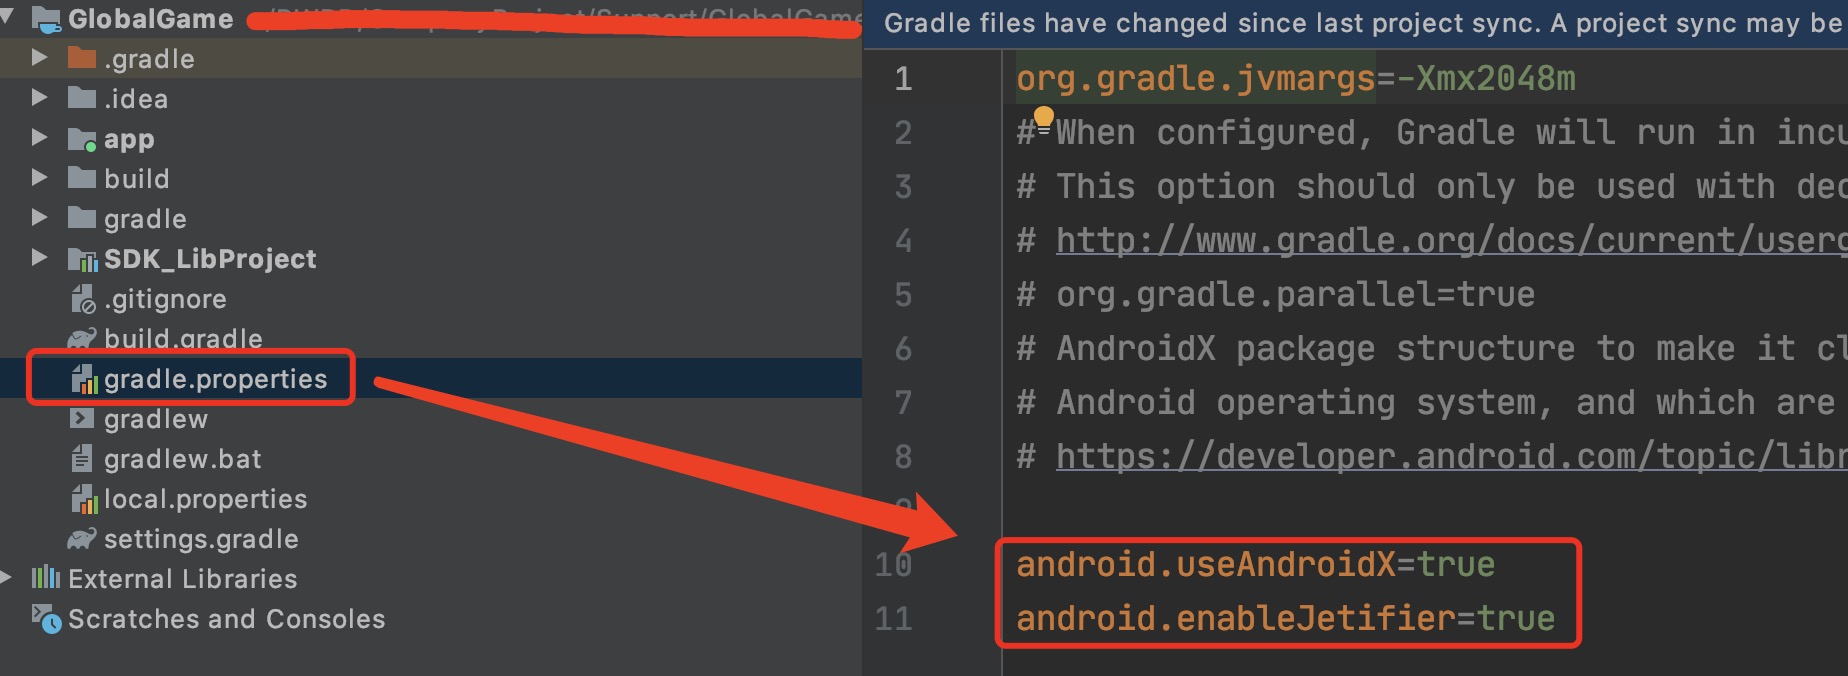 GlobalGame
.gradle
.idea
app
build
gradle
SDK_LibProject
.gitignore
build.gradle
gradle.properties
gradlew
gradlew.bat
local.properties
settings.gradle
External Libraries
Scratches and Consoles
Gradle files have changed since last project sync. A project sync may be
1 org.gradle.jvmargs=-Xmx2048m
2 # When configured, Gradle will run in incu
3 # This option should only be used with dec
4 # http://www.gradle.org/docs/current/userg
5 # org.gradle.parallel=true
6 # AndroidX package structure to make it cl
7 # Android operating system, and which are
8 # https://developer.android.com/topic/libr
9
10 android.useAndroidX=true
11 android.enableJetifier=true